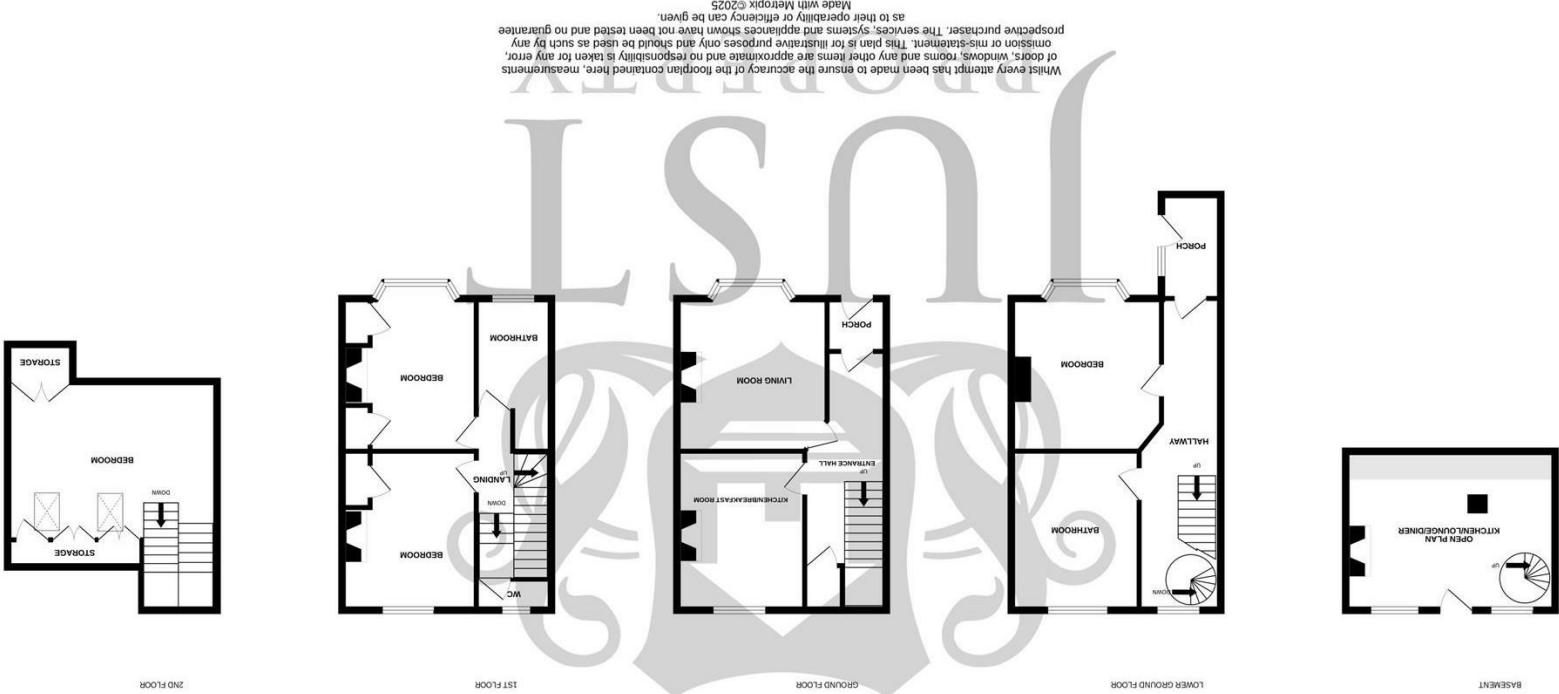 BASEMENT
UP
OPEN PLAN
KITCHEN/LOUNGE/DINER
LOWER GROUND FLOOR
DOWN
BATHROOM
UP
HALLWAY
BEDROOM
PORCH
GROUND FLOOR
UP
KITCHEN/BREAKFAST ROOM
ENTRANCE HALL
LIVING ROOM
PORCH
1ST FLOOR
WC
BEDROOM
DOWN
LANDING
UP
BEDROOM
BATHROOM
2ND FLOOR
STORAGE
DOWN
BEDROOM
STORAGE
JUST
PROPERTY
Whilst every attempt has been made to ensure the accuracy of the floorplan contained here, measurements
of doors, windows, rooms and any other items are approximate and no responsibility is taken for any error,
omission or mis-statement. This plan is for illustrative purposes only and should be used as such by any
prospective purchaser. The services, systems and appliances shown have not been tested and no guarantee
as to their operability or efficiency can be given.
Made with Metropix ©2025